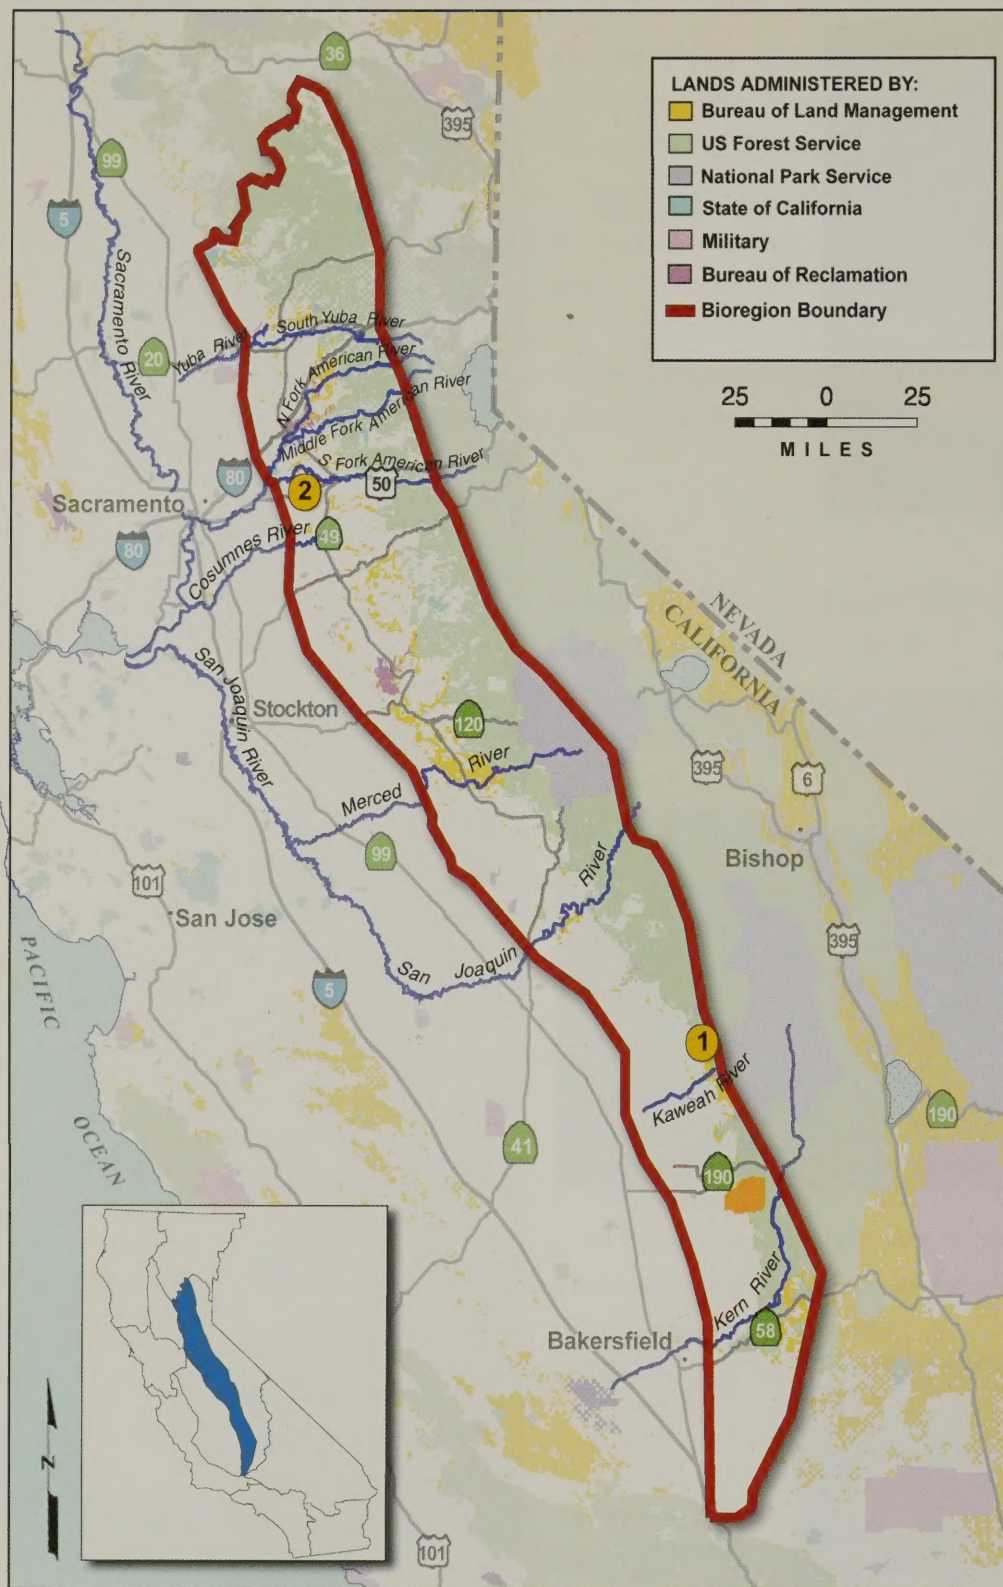 LANDS ADMINISTERED BY:
Bureau of Land Management
US Forest Service
National Park Service
State of California
Military
Bureau of Reclamation
Bioregion Boundary
25 0 25
MILES
36
395
99
5
Sacramento River
20
Yuba River
South Yuba River
N Fork American River
Middle Fork American River
S Fork American River
80
50
2
Sacramento
49
80
Cosumnes River
NEVADA
CALIFORNIA
San Joaquin River
Stockton
120
395
6
Merced River
99
Bishop
101
San Jose
River
395
PACIFIC
San Joaquin
5
1
Kaweah River
190
OCEAN
41
190
Kern River
58
Bakersfield
N
101